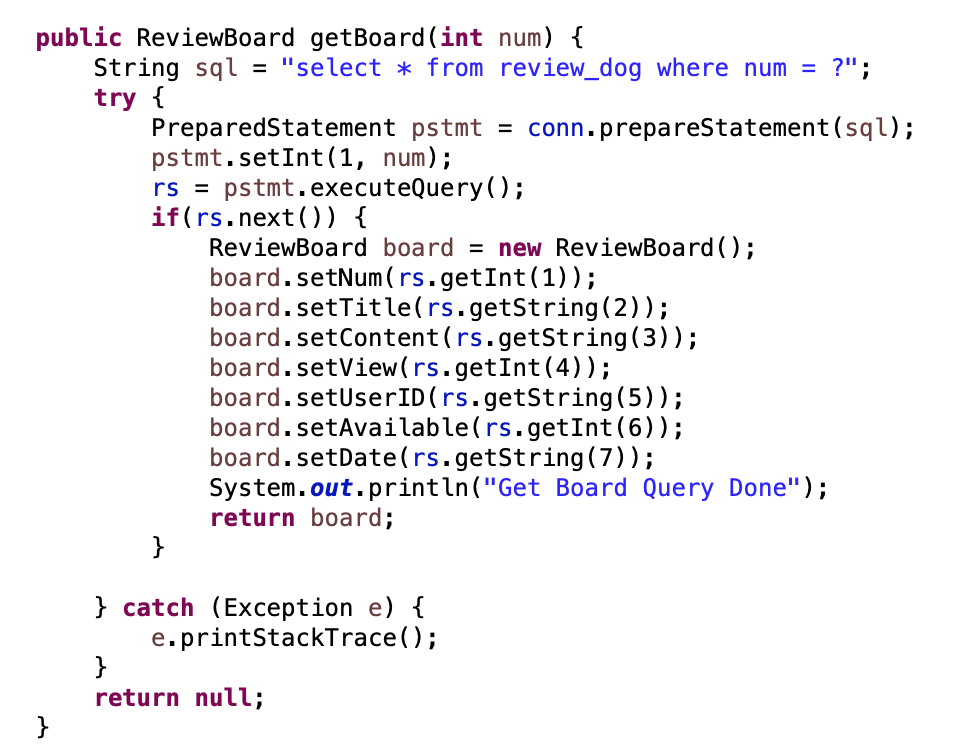 public ReviewBoard getBoard(int num) {
    String sql = "select * from review_dog where num = ?";
    try {
        PreparedStatement pstmt = conn.prepareStatement(sql);
        pstmt.setInt(1, num);
        rs = pstmt.executeQuery();
        if(rs.next()) {
            ReviewBoard board = new ReviewBoard();
            board.setNum(rs.getInt(1));
            board.setTitle(rs.getString(2));
            board.setContent(rs.getString(3));
            board.setView(rs.getInt(4));
            board.setUserID(rs.getString(5));
            board.setAvailable(rs.getInt(6));
            board.setDate(rs.getString(7));
            System.out.println("Get Board Query Done");
            return board;
        }

    } catch (Exception e) {
        e.printStackTrace();
    }
    return null;
}